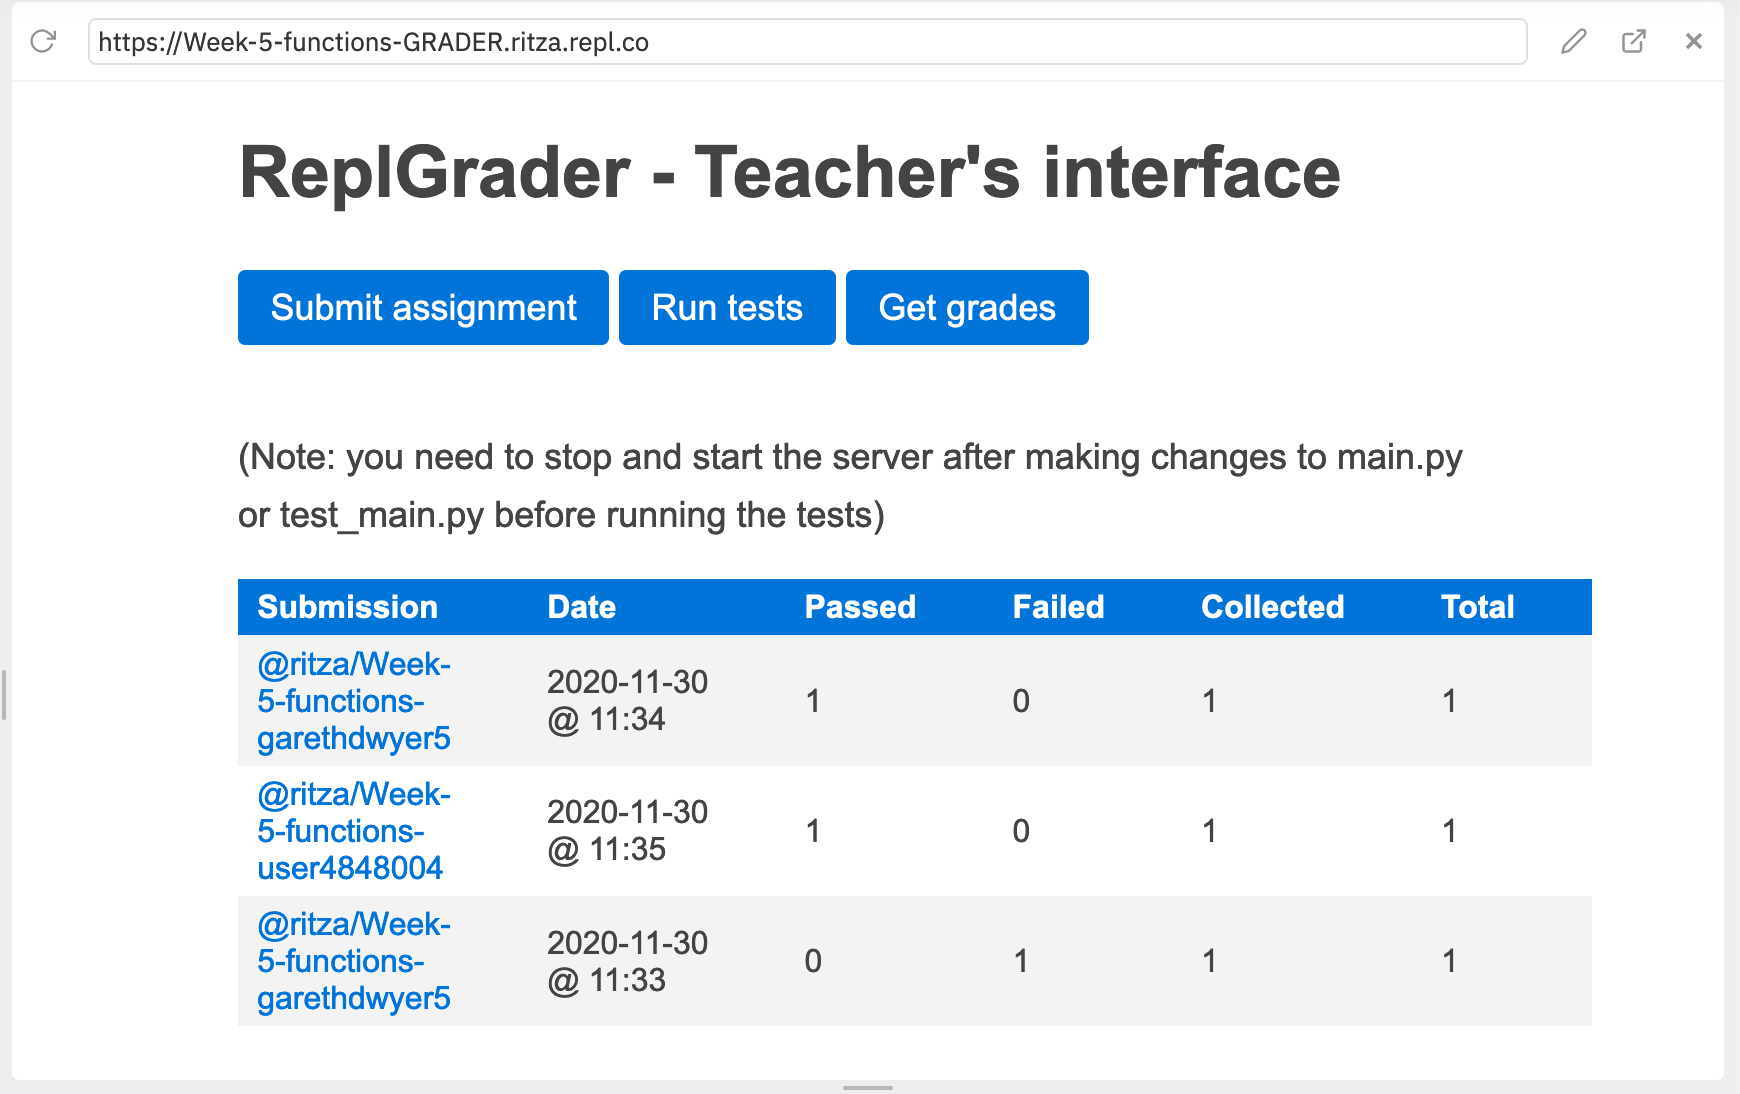 https://Week-5-functions-GRADER.ritza.repl.co
ReplGrader - Teacher's interface
Submit assignment Run tests Get grades
(Note: you need to stop and start the server after making changes to main.py
or test_main.py before running the tests)
Submission Date Passed Failed Collected Total
@ritza/Week-
5-functions-
garethdwyer5
2020-11-30
@ 11:34
1 0 1 1
@ritza/Week-
5-functions-
user4848004
2020-11-30
@ 11:35
1 0 1 1
@ritza/Week-
5-functions-
garethdwyer5
2020-11-30
@ 11:33
0 1 1 1